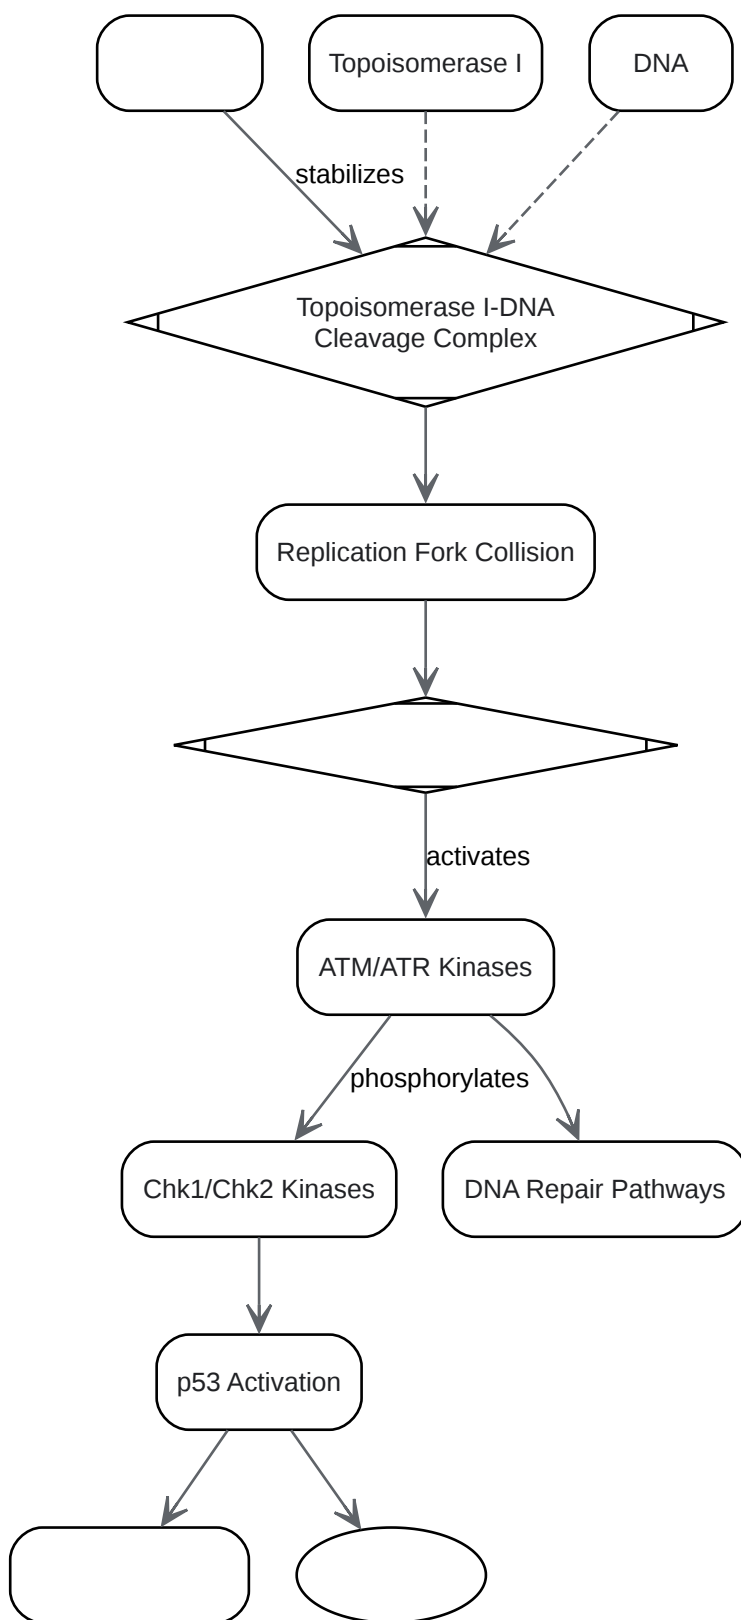 Topoisomerase I
DNA
stabilizes
Topoisomerase I-DNA
Cleavage Complex
Replication Fork Collision
activates
ATM/ATR Kinases
phosphorylates
Chk1/Chk2 Kinases
DNA Repair Pathways
p53 Activation